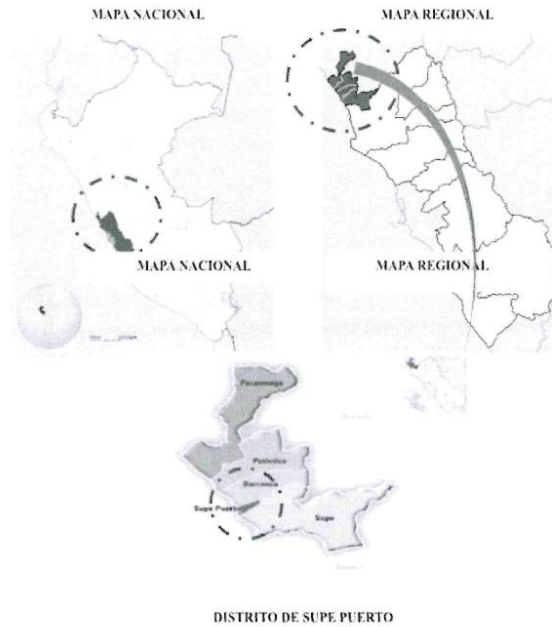 MAPA NACIONAL
MAPA REGIONAL
MAPA NACIONAL
MAPA REGIONAL
Paramonga
Pativilca
Barranca
Supe Puerto
Supe
DISTRITO DE SUPE PUERTO